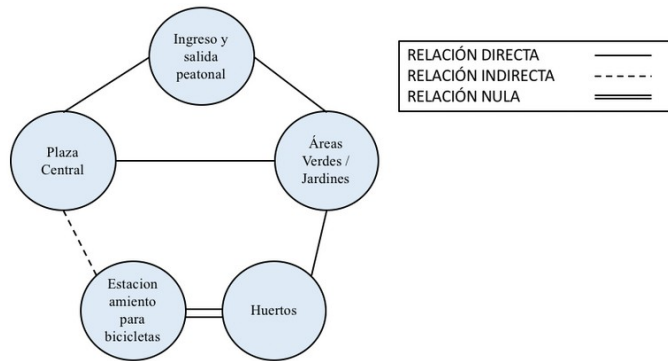 Ingreso y
salida
peatonal
RELACIÓN DIRECTA
RELACIÓN INDIRECTA
RELACIÓN NULA
Plaza
Central
Áreas
Verdes /
Jardines
Estacion
amiento
para
bicicletas
Huertos